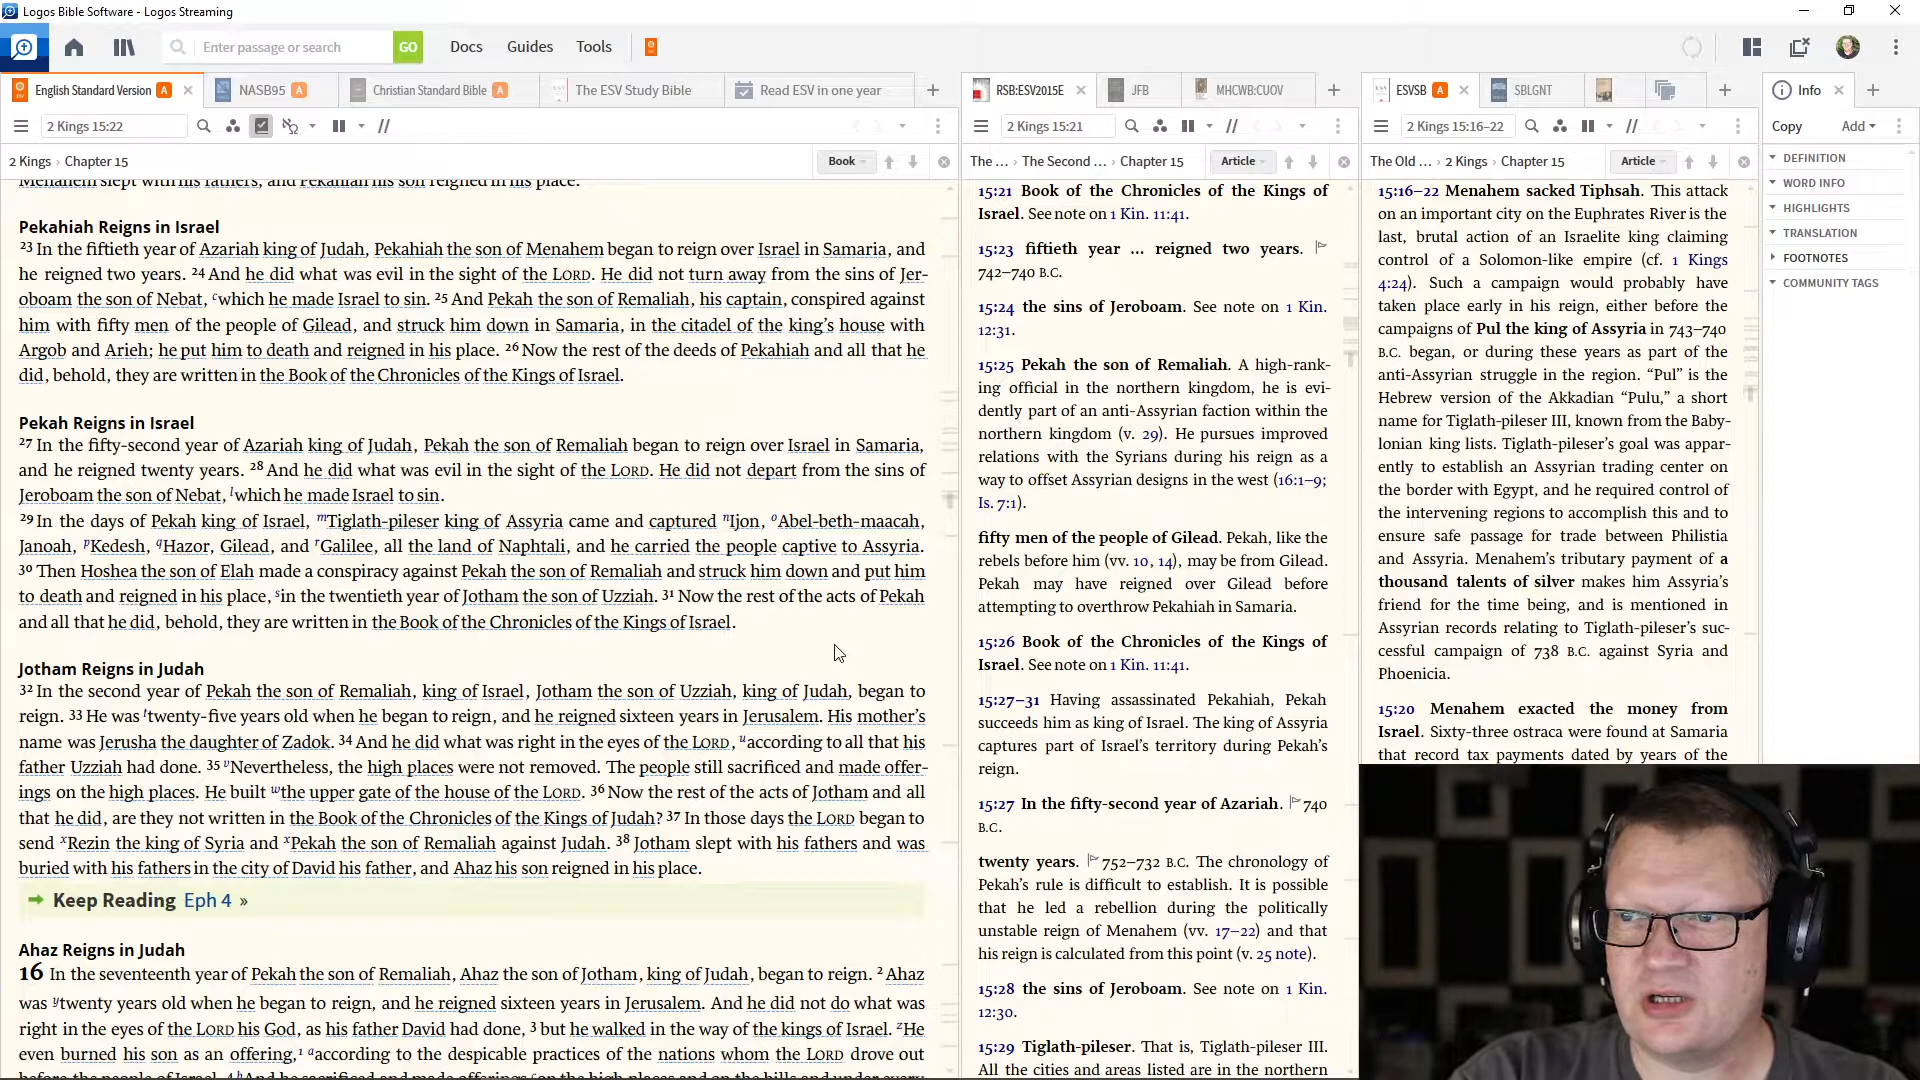 Logos Bible Software - Logos Streaming
Enter passage or search
GO
Docs
Guides
Tools
English Standard Version A
NASB95 A
Christian Standard Bible A
The ESV Study Bible
Read ESV in one year
2 Kings 15:22
2 Kings › Chapter 15
Book
Menahem slept with his fathers, and Pekahiah his son reigned in his place.
Pekahiah Reigns in Israel
23 In the fiftieth year of Azariah king of Judah, Pekahiah the son of Menahem began to reign over Israel in Samaria, and
he reigned two years. 24 And he did what was evil in the sight of the LORD. He did not turn away from the sins of Jer-
oboam the son of Nebat, c which he made Israel to sin. 25 And Pekah the son of Remaliah, his captain, conspired against
him with fifty men of the people of Gilead, and struck him down in Samaria, in the citadel of the king's house with
Argob and Arieh; he put him to death and reigned in his place. 26 Now the rest of the deeds of Pekahiah and all that he
did, behold, they are written in the Book of the Chronicles of the Kings of Israel.
Pekah Reigns in Israel
27 In the fifty-second year of Azariah king of Judah, Pekah the son of Remaliah began to reign over Israel in Samaria,
and he reigned twenty years. 28 And he did what was evil in the sight of the LORD. He did not depart from the sins of
Jeroboam the son of Nebat, l which he made Israel to sin.
29 In the days of Pekah king of Israel, m Tiglath-pileser king of Assyria came and captured n Ijon, o Abel-beth-maacah,
Janoah, p Kedesh, q Hazor, Gilead, and r Galilee, all the land of Naphtali, and he carried the people captive to Assyria.
30 Then Hoshea the son of Elah made a conspiracy against Pekah the son of Remaliah and struck him down and put him
to death and reigned in his place, s in the twentieth year of Jotham the son of Uzziah. 31 Now the rest of the acts of Pekah
and all that he did, behold, they are written in the Book of the Chronicles of the Kings of Israel.
Jotham Reigns in Judah
32 In the second year of Pekah the son of Remaliah, king of Israel, Jotham the son of Uzziah, king of Judah, began to
reign. 33 He was t twenty-five years old when he began to reign, and he reigned sixteen years in Jerusalem. His mother's
name was Jerusha the daughter of Zadok. 34 And he did what was right in the eyes of the LORD, u according to all that his
father Uzziah had done. 35 v Nevertheless, the high places were not removed. The people still sacrificed and made offer-
ings on the high places. He built w the upper gate of the house of the LORD. 36 Now the rest of the acts of Jotham and all
that he did, are they not written in the Book of the Chronicles of the Kings of Judah? 37 In those days the LORD began to
send x Rezin the king of Syria and x Pekah the son of Remaliah against Judah. 38 Jotham slept with his fathers and was
buried with his fathers in the city of David his father, and Ahaz his son reigned in his place.
Keep Reading Eph 4 »
Ahaz Reigns in Judah
16 In the seventeenth year of Pekah the son of Remaliah, Ahaz the son of Jotham, king of Judah, began to reign. 2 Ahaz
was y twenty years old when he began to reign, and he reigned sixteen years in Jerusalem. And he did not do what was
right in the eyes of the LORD his God, as his father David had done, 3 but he walked in the way of the kings of Israel. z He
even burned his son as an offering, 1 a according to the despicable practices of the nations whom the LORD drove out
before the people of Israel. 4 b And he sacrificed and made offerings c on the high places and on the hills and under every
RSB:ESV2015E
JFB
MHCWB:CUOV
2 Kings 15:21
The ... › The Second ... › Chapter 15
Article
15:21 Book of the Chronicles of the Kings of
Israel. See note on 1 Kin. 11:41.
15:23 fiftieth year ... reigned two years.
742–740 B.C.
15:24 the sins of Jeroboam. See note on 1 Kin.
12:31.
15:25 Pekah the son of Remaliah. A high-rank-
ing official in the northern kingdom, he is evi-
dently part of an anti-Assyrian faction within the
northern kingdom (v. 29). He pursues improved
relations with the Syrians during his reign as a
way to offset Assyrian designs in the west (16:1–9;
Is. 7:1).
fifty men of the people of Gilead. Pekah, like the
rebels before him (vv. 10, 14), may be from Gilead.
Pekah may have reigned over Gilead before
attempting to overthrow Pekahiah in Samaria.
15:26 Book of the Chronicles of the Kings of
Israel. See note on 1 Kin. 11:41.
15:27–31 Having assassinated Pekahiah, Pekah
succeeds him as king of Israel. The king of Assyria
captures part of Israel's territory during Pekah's
reign.
15:27 In the fifty-second year of Azariah. 740
B.C.
twenty years. 752–732 B.C. The chronology of
Pekah's rule is difficult to establish. It is possible
that he led a rebellion during the politically
unstable reign of Menahem (vv. 17–22) and that
his reign is calculated from this point (v. 25 note).
15:28 the sins of Jeroboam. See note on 1 Kin.
12:30.
15:29 Tiglath-pileser. That is, Tiglath-pileser III.
All the cities and areas listed are in the northern
ESVSB A
SBLGNT
2 Kings 15:16–22
The Old ... › 2 Kings › Chapter 15
Article
15:16–22 Menahem sacked Tiphsah. This attack
on an important city on the Euphrates River is the
last, brutal action of an Israelite king claiming
control of a Solomon-like empire (cf. 1 Kings
4:24). Such a campaign would probably have
taken place early in his reign, either before the
campaigns of Pul the king of Assyria in 743–740
B.C. began, or during these years as part of the
anti-Assyrian struggle in the region. “Pul” is the
Hebrew version of the Akkadian “Pulu,” a short
name for Tiglath-pileser III, known from the Baby-
lonian king lists. Tiglath-pileser's goal was appar-
ently to establish an Assyrian trading center on
the border with Egypt, and he required control of
the intervening regions to accomplish this and to
ensure safe passage for trade between Philistia
and Assyria. Menahem's tributary payment of a
thousand talents of silver makes him Assyria's
friend for the time being, and is mentioned in
Assyrian records relating to Tiglath-pileser's suc-
cessful campaign of 738 B.C. against Syria and
Phoenicia.
15:20 Menahem exacted the money from
Israel. Sixty-three ostraca were found at Samaria
that record tax payments dated by years of the
Info
Copy
Add
DEFINITION
WORD INFO
HIGHLIGHTS
TRANSLATION
FOOTNOTES
COMMUNITY TAGS